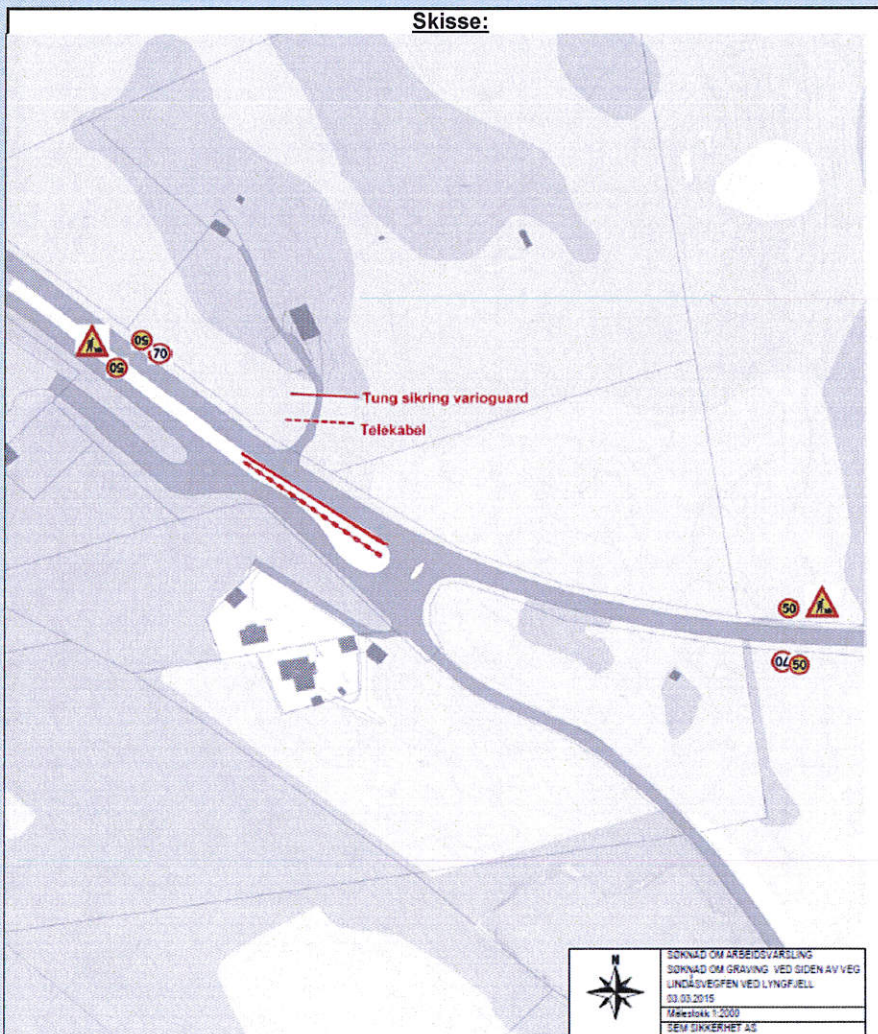 Skisse:
50
70
50
Tung sikring varioguard
Telekabel
50
70
50
N
SØKNAD OM ARBEIDSVARSLING
SØKNAD OM GRAVING VED SIDEN AV VEG
LINDÅSVEGFEN VED LYNGFJELL
03.03.2015
Målestokk 1:2000
SEM SIKKERHET AS